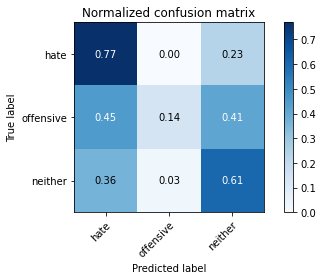 Normalized confusion matrix
True label
hate
offensive
neither
0.77 0.00 0.23
0.45 0.14 0.41
0.36 0.03 0.61
hate
offensive
neither
Predicted label
0.7
0.6
0.5
0.4
0.3
0.2
0.1
0.0